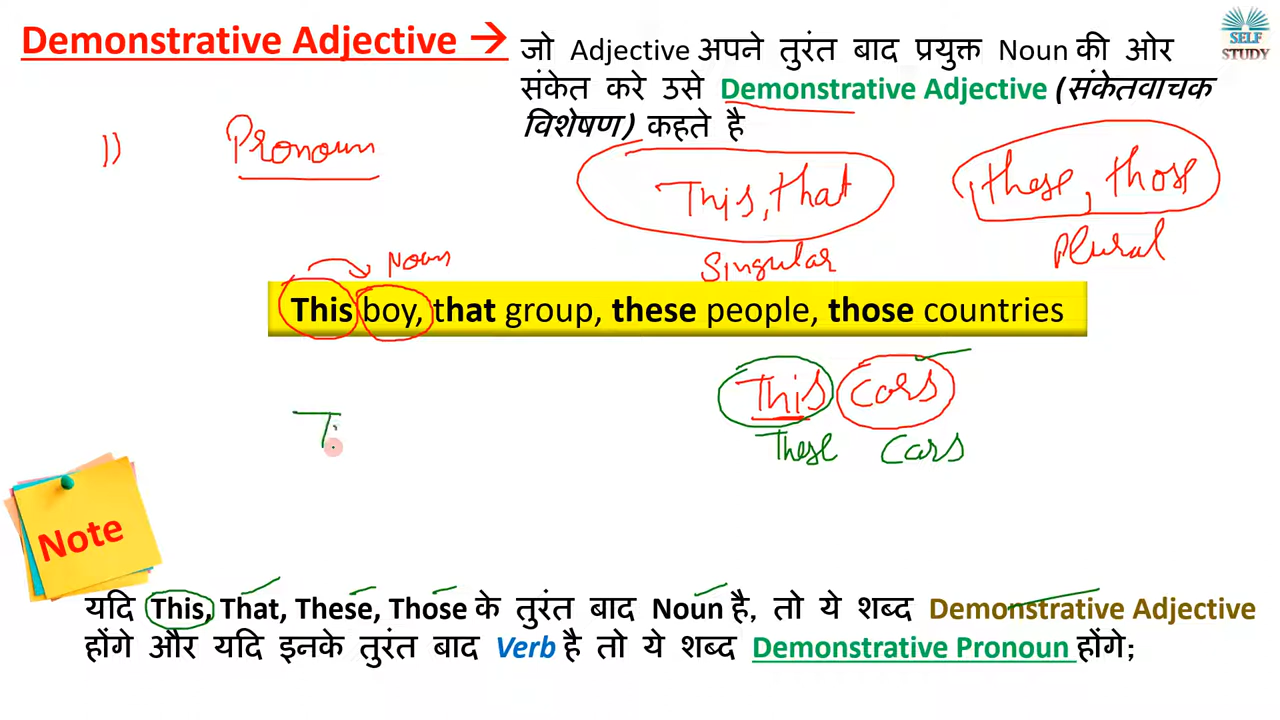 Demonstrative Adjective →
जो Adjective अपने तुरंत बाद प्रयुक्त Noun की ओर
संकेत करे उसे Demonstrative Adjective (संकेतवाचक
विशेषण) कहते है
SELF
STUDY
1) Pronoun
This, that
, these, those
Singular
Plural
Noun
This boy, that group, these people, those countries
This Cars
These Cars
T
Note
यदि This, That, These, Those के तुरंत बाद Noun है, तो ये शब्द Demonstrative Adjective
होंगे और यदि इनके तुरंत बाद Verb है तो ये शब्द Demonstrative Pronoun होंगे;